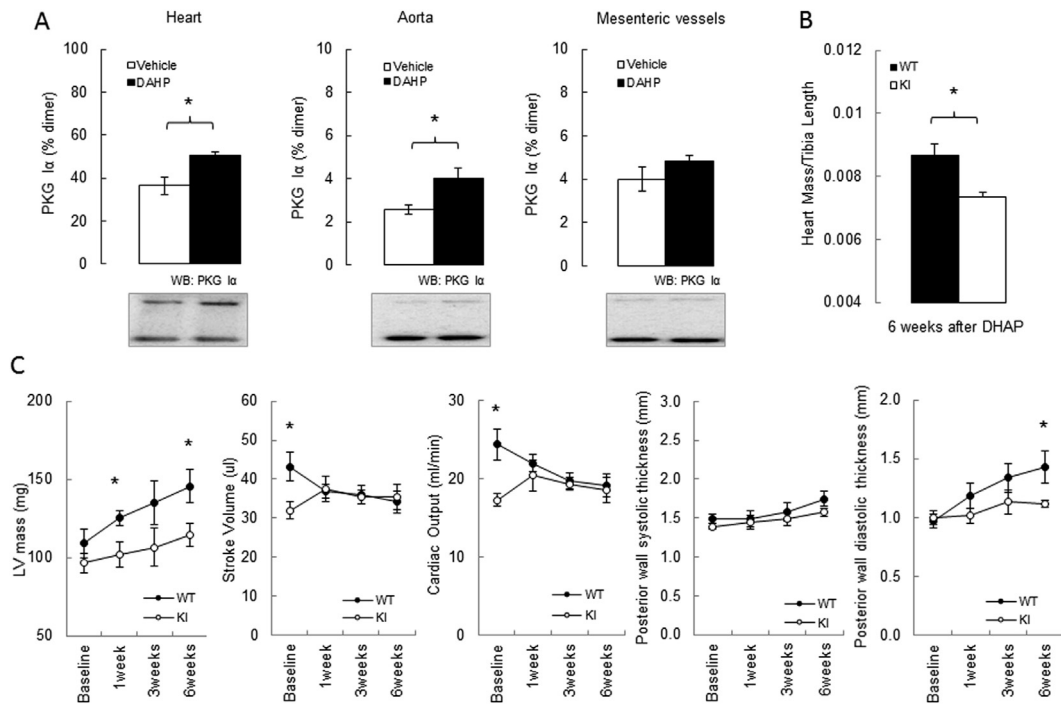 A
Heart
PKG Iα (% dimer)
100
80
60
40
20
0
Vehicle
DAHP
*
WB: PKG Iα
Aorta
PKG Iα (% dimer)
10
8
6
4
2
0
Vehicle
DAHP
*
WB: PKG Iα
Mesenteric vessels
PKG Iα (% dimer)
10
8
6
4
2
0
Vehicle
DAHP
WB: PKG Iα
B
Heart Mass/Tibia Length
0.012
0.01
0.008
0.006
0.004
WT
KI
*
6 weeks after DHAP
C
LV mass (mg)
200
150
100
50
*
*
WT
KI
Baseline
1week
3weeks
6weeks
Stroke Volume (ul)
60
50
40
30
20
10
0
*
WT
KI
Baseline
1week
3weeks
6weeks
Cardiac Output (ml/min)
30
20
10
0
*
WT
KI
Baseline
1week
3weeks
6weeks
Posterior wall systolic thickness (mm)
3.0
2.5
2.0
1.5
1.0
0.5
0.0
WT
KI
Baseline
1week
3weeks
6weeks
Posterior wall diastolic thickness (mm)
2.0
1.5
1.0
0.5
0.0
*
WT
KI
Baseline
1week
3weeks
6weeks